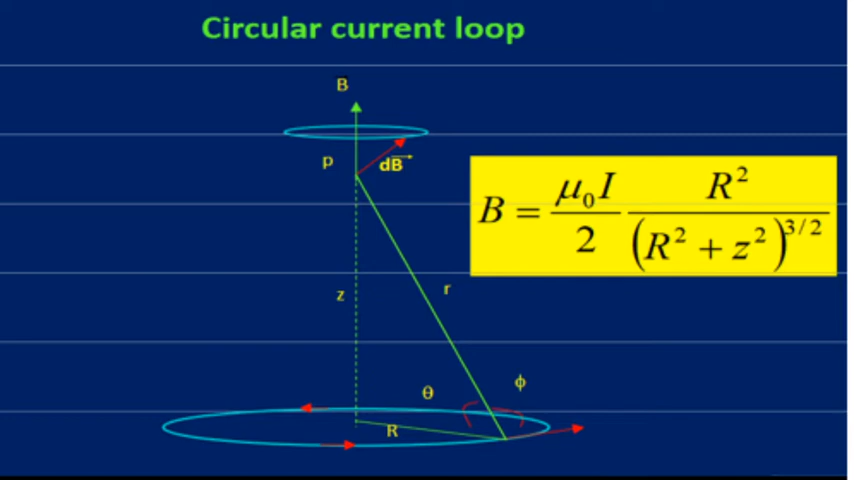 Circular current loop
B
p
dB⃗
B = μ₀I/2 R²/(R² + z²)^3/2
z
r
θ
ϕ
R